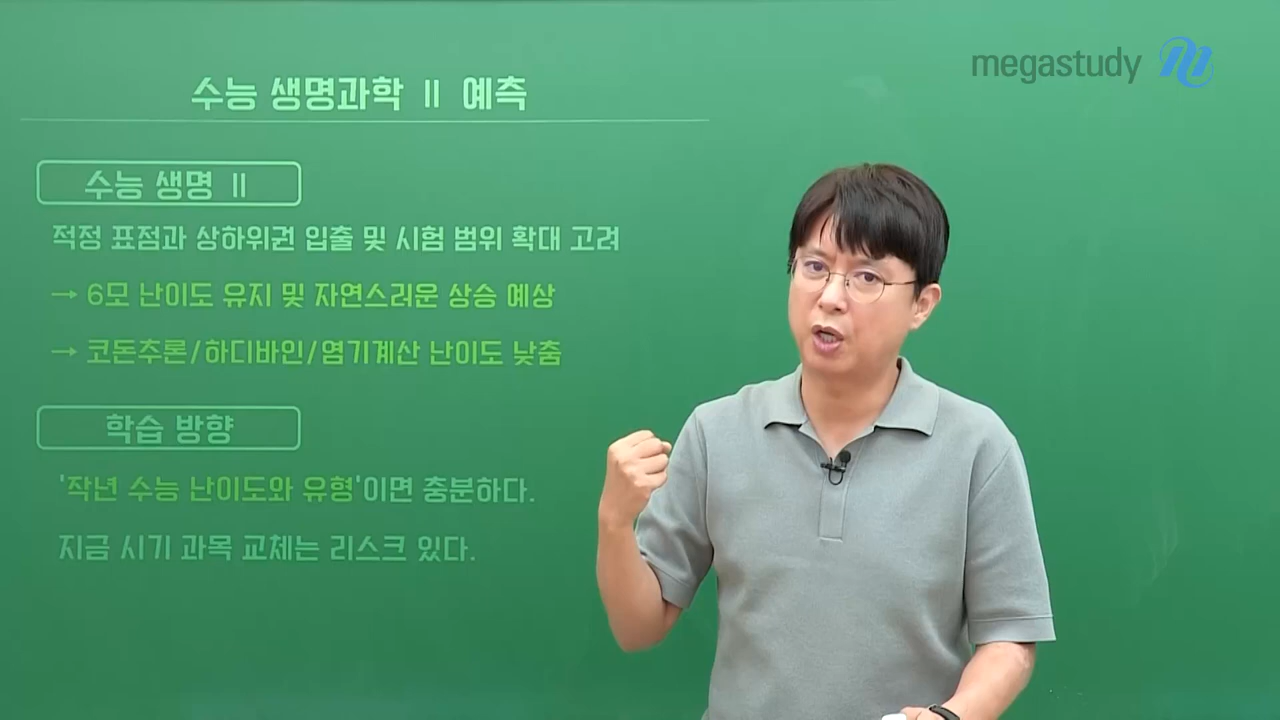 megastudy
수능 생명과학 Ⅱ 예측
수능 생명 Ⅱ
적정 표점과 상하위권 입출 및 시험 범위 확대 고려
→ 6모 난이도 유지 및 자연스러운 상승 예상
→ 코돈추론/하디바인/염기계산 난이도 낮춤
학습 방향
'작년 수능 난이도와 유형'이면 충분하다.
지금 시기 과목 교체는 리스크 있다.